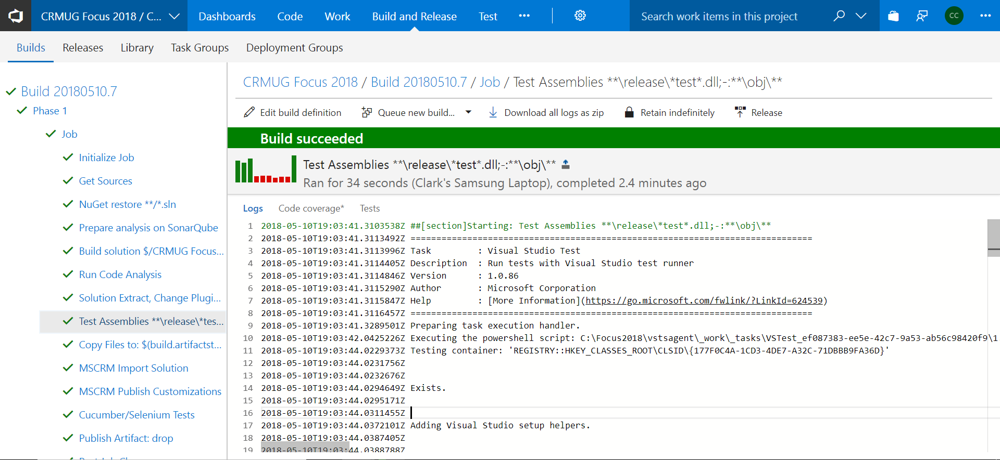 CRMUG Focus 2018 / C...
Dashboards
Code
Work
Build and Release
Test
Search work items in this project
CC
Builds
Releases
Library
Task Groups
Deployment Groups
Build 20180510.7
Phase 1
Job
Initialize Job
Get Sources
NuGet restore **/*.sln
Prepare analysis on SonarQube
Build solution $/CRMUG Focus...
Run Code Analysis
Solution Extract, Change Plugi...
Test Assemblies **\release\*tes...
Copy Files to: $(build.artifactst...
MSCRM Import Solution
MSCRM Publish Customizations
Cucumber/Selenium Tests
Publish Artifact: drop
CRMUG Focus 2018 / Build 20180510.7 / Job / Test Assemblies **\release\*test*.dll;-:**\obj\**
Edit build definition
Queue new build...
Download all logs as zip
Retain indefinitely
Release
Build succeeded
Test Assemblies **\release\*test*.dll;-:**\obj\**
Ran for 34 seconds (Clark's Samsung Laptop), completed 2.4 minutes ago
Logs
Code coverage*
Tests
1 2018-05-10T19:03:41.3103538Z ##[section]Starting: Test Assemblies **\release\*test*.dll;-:**\obj\**
2 2018-05-10T19:03:41.3113492Z ==============================================================================
3 2018-05-10T19:03:41.3113996Z Task         : Visual Studio Test
4 2018-05-10T19:03:41.3114405Z Description  : Run tests with Visual Studio test runner
5 2018-05-10T19:03:41.3114846Z Version      : 1.0.86
6 2018-05-10T19:03:41.3115290Z Author       : Microsoft Corporation
7 2018-05-10T19:03:41.3115847Z Help         : [More Information](https://go.microsoft.com/fwlink/?LinkId=624539)
8 2018-05-10T19:03:41.3116457Z ==============================================================================
9 2018-05-10T19:03:41.3289501Z Preparing task execution handler.
10 2018-05-10T19:03:42.0425226Z Executing the powershell script: C:\Focus2018\vstsagent\_work\_tasks\VSTest_ef087383-ee5e-42c7-9a53-ab56c98420f9\1
11 2018-05-10T19:03:44.0229373Z Testing container: 'REGISTRY::HKEY_CLASSES_ROOT\CLSID\{177F0C4A-1CD3-4DE7-A32C-71DBBB9FA36D}'
12 2018-05-10T19:03:44.0231756Z
13 2018-05-10T19:03:44.0232676Z
14 2018-05-10T19:03:44.0294649Z Exists.
15 2018-05-10T19:03:44.0295171Z
16 2018-05-10T19:03:44.0311455Z
17 2018-05-10T19:03:44.0372101Z Adding Visual Studio setup helpers.
18 2018-05-10T19:03:44.0387405Z
19 2018-05-10T19:03:44.0388788Z